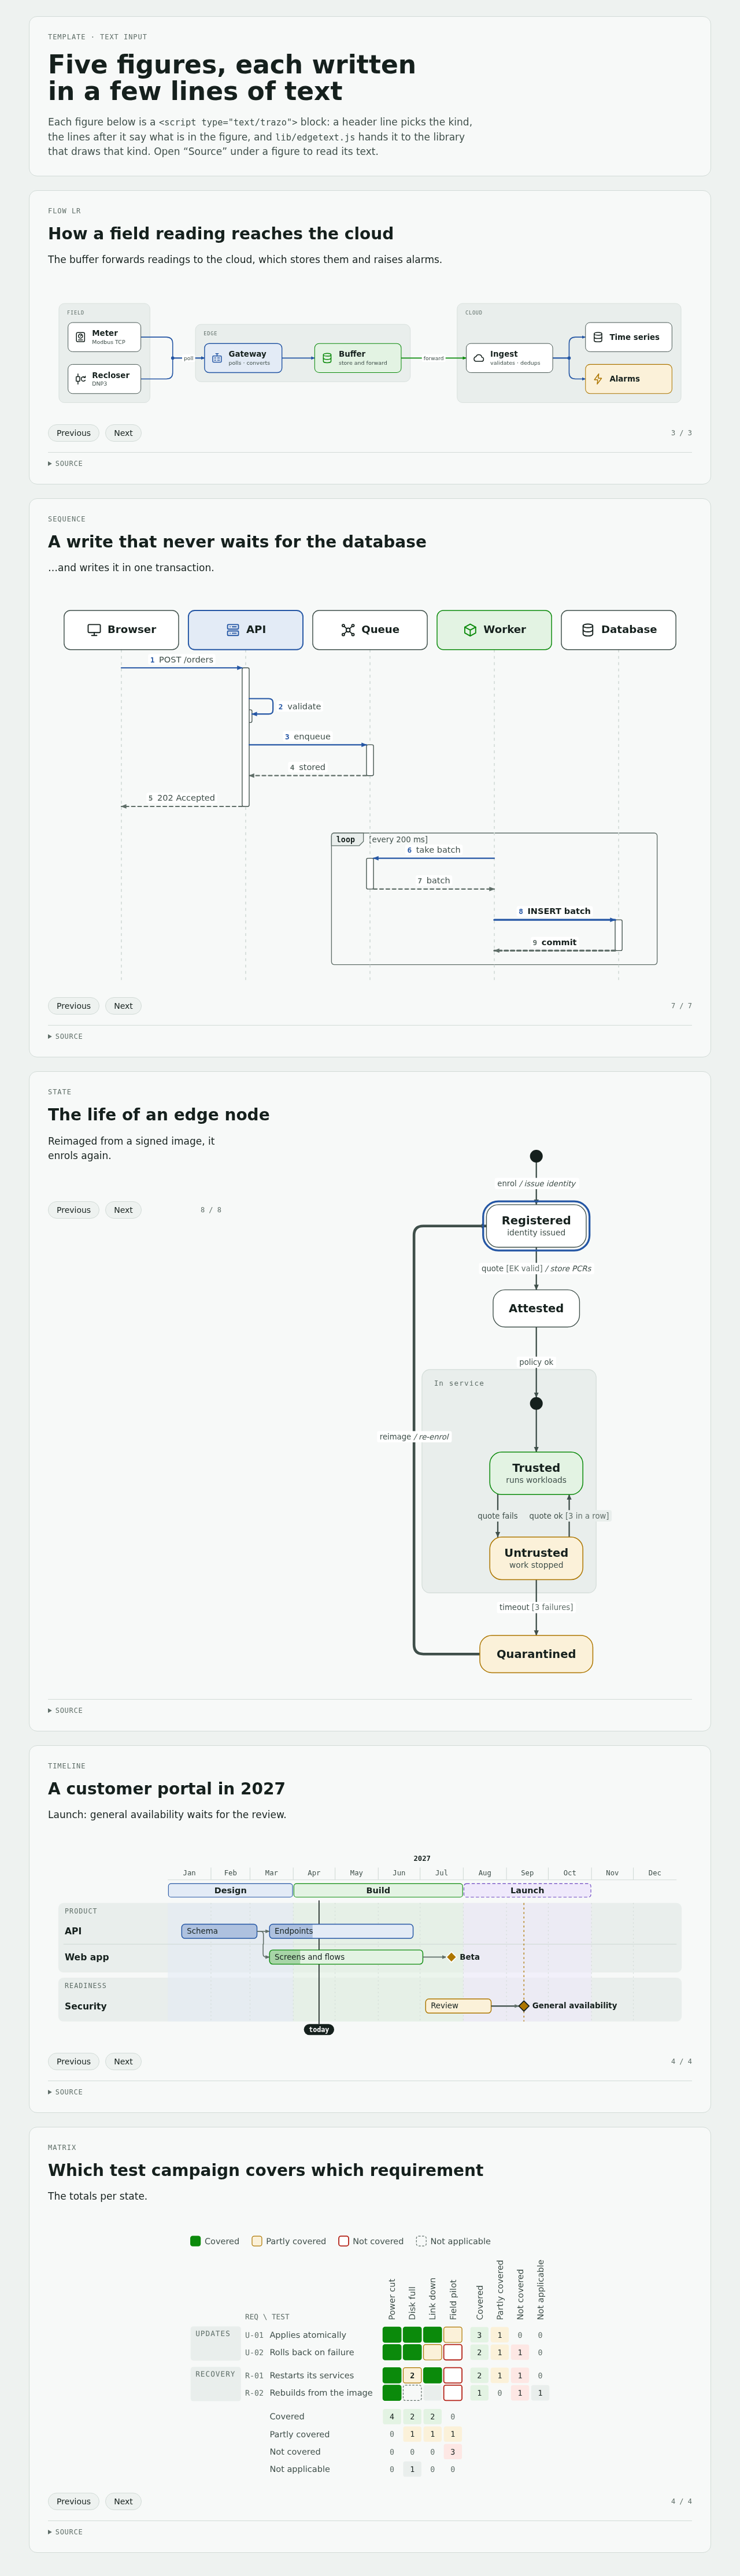 TEMPLATE · TEXT INPUT
Five figures, each written
in a few lines of text
Each figure below is a <script type="text/trazo"> block: a header line picks the kind,
the lines after it say what is in the figure, and lib/edgetext.js hands it to the library
that draws that kind. Open “Source” under a figure to read its text.
FLOW LR
How a field reading reaches the cloud
The buffer forwards readings to the cloud, which stores them and raises alarms.
FIELD
Meter
Modbus TCP
Recloser
DNP3
poll
EDGE
Gateway
polls · converts
Buffer
store and forward
forward
CLOUD
Ingest
validates · dedups
Time series
Alarms
Previous
Next
3 / 3
▶ SOURCE
SEQUENCE
A write that never waits for the database
…and writes it in one transaction.
Browser
API
Queue
Worker
Database
1 POST /orders
2 validate
3 enqueue
4 stored
5 202 Accepted
loop [every 200 ms]
6 take batch
7 batch
8 INSERT batch
9 commit
Previous
Next
7 / 7
▶ SOURCE
STATE
The life of an edge node
Reimaged from a signed image, it
enrols again.
Previous
Next
8 / 8
enrol / issue identity
Registered
identity issued
quote [EK valid] / store PCRs
Attested
policy ok
In service
reimage / re-enrol
Trusted
runs workloads
quote fails
quote ok [3 in a row]
Untrusted
work stopped
timeout [3 failures]
Quarantined
▶ SOURCE
TIMELINE
A customer portal in 2027
Launch: general availability waits for the review.
2027
Jan Feb Mar Apr May Jun Jul Aug Sep Oct Nov Dec
Design
Build
Launch
PRODUCT
API
Schema
Endpoints
Web app
Screens and flows
Beta
READINESS
Security
Review
General availability
today
Previous
Next
4 / 4
▶ SOURCE
MATRIX
Which test campaign covers which requirement
The totals per state.
Covered
Partly covered
Not covered
Not applicable
REQ \ TEST
Power cut
Disk full
Link down
Field pilot
Covered
Partly covered
Not covered
Not applicable
UPDATES
U-01 Applies atomically 3 1 0 0
U-02 Rolls back on failure 2 1 1 0
RECOVERY
R-01 Restarts its services 2 2 1 1 0
R-02 Rebuilds from the image 1 0 1 1
Covered 4 2 2 0
Partly covered 0 1 1 1
Not covered 0 0 0 3
Not applicable 0 1 0 0
Previous
Next
4 / 4
▶ SOURCE